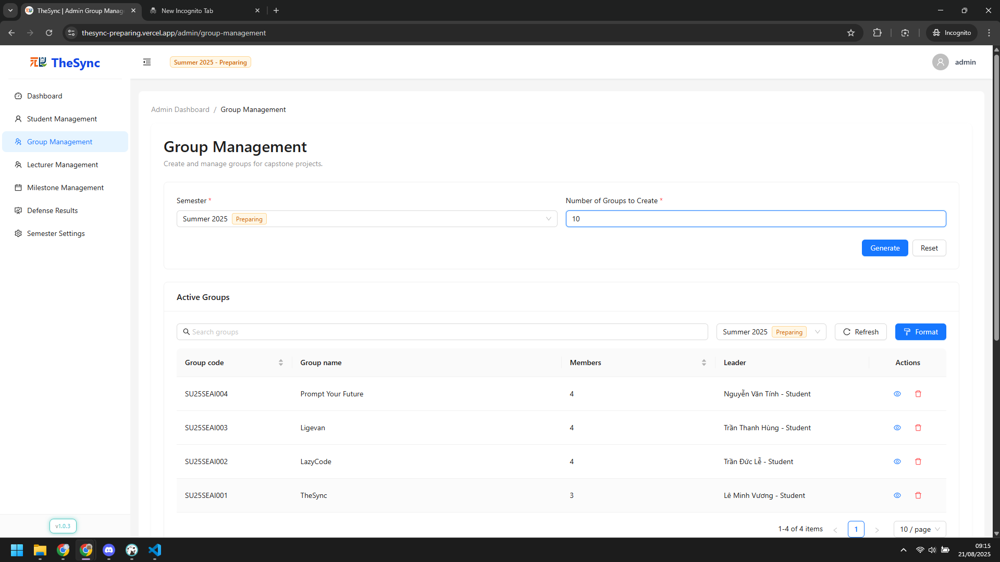 TheSync | Admin Group Manag
New Incognito Tab
thesync-preparing.vercel.app/admin/group-management
Incognito
TheSync
Summer 2025 - Preparing
admin
Dashboard
Student Management
Group Management
Lecturer Management
Milestone Management
Defense Results
Semester Settings
v1.0.3
Admin Dashboard / Group Management
Group Management
Create and manage groups for capstone projects.
Semester *
Number of Groups to Create *
Summer 2025 Preparing
10
Generate
Reset
Active Groups
Search groups
Summer 2025 Preparing
Refresh
Format
Group code Group name Members Leader Actions
SU25SEAI004 Prompt Your Future 4 Nguyễn Văn Tính - Student
SU25SEAI003 Ligevan 4 Trần Thanh Hùng - Student
SU25SEAI002 LazyCode 4 Trần Đức Lễ - Student
SU25SEAI001 TheSync 3 Lê Minh Vương - Student
1-4 of 4 items
1
10 / page
09:15
21/08/2025